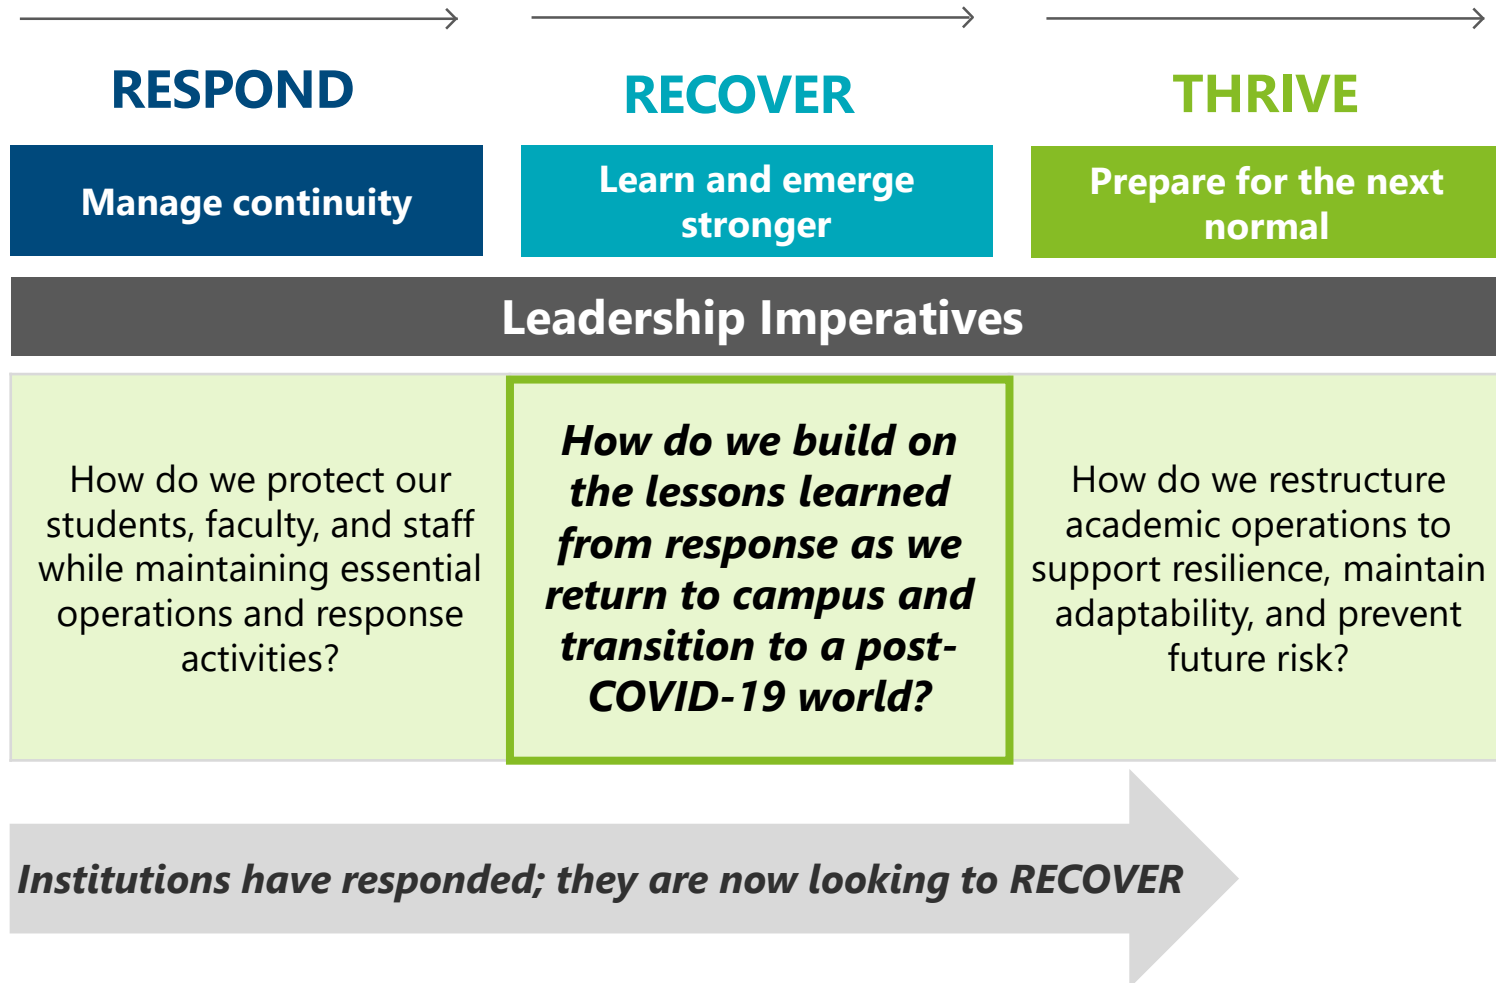 RESPOND
RECOVER
THRIVE
Manage continuity
Learn and emerge
stronger
Prepare for the next
normal
Leadership Imperatives
How do we protect our
students, faculty, and staff
while maintaining essential
operations and response
activities?
How do we build on
the lessons learned
from response as we
return to campus and
transition to a post-
COVID-19 world?
How do we restructure
academic operations to
support resilience, maintain
adaptability, and prevent
future risk?
Institutions have responded; they are now looking to RECOVER